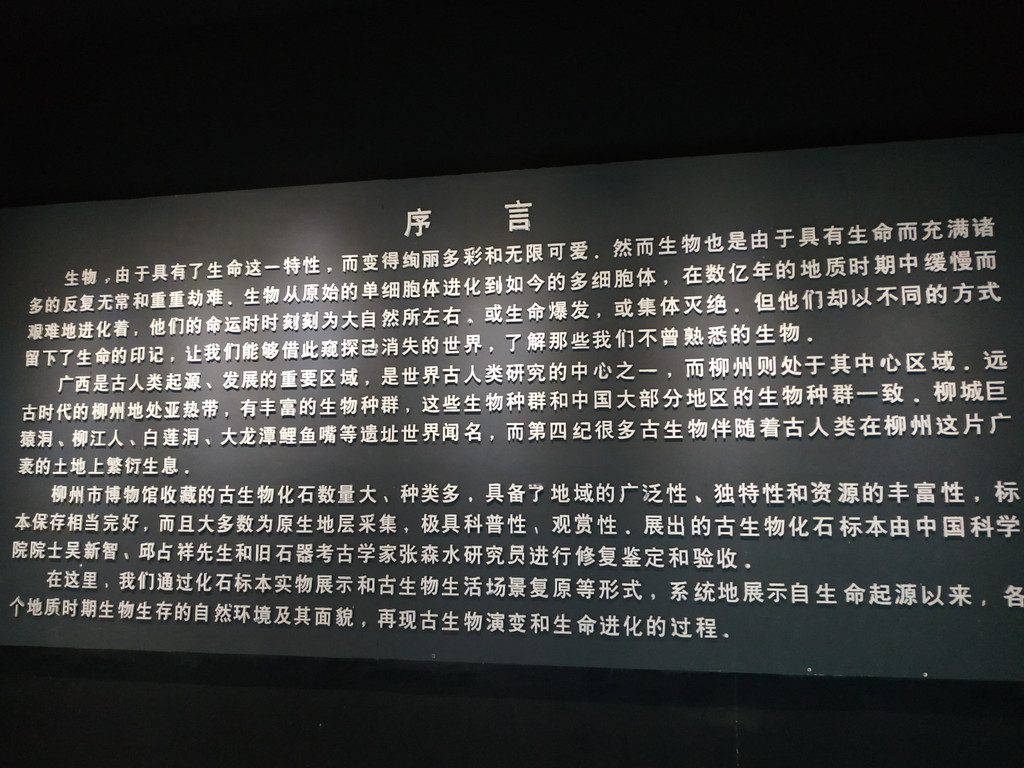 序 言
生物,由于具有了生命这一特性,而变得绚丽多彩和无限可爱.然而生物也是由于具有生命而充满诸
多的反复无常和重重劫难.生物从原始的单细胞体进化到如今的多细胞体,在数亿年的地质时期中缓慢而
艰难地进化着,他们的命运时时刻刻为大自然所左右、或生命爆发,或集体灭绝.但他们却以不同的方式
留下了生命的印记,让我们能够借此窥探已消失的世界,了解那些我们不曾熟悉的生物.
广西是古人类起源、发展的重要区域,是世界古人类研究的中心之一,而柳州则处于其中心区域.远
古时代的柳州地处亚热带,有丰富的生物种群,这些生物种群和中国大部分地区的生物种群一致.柳城巨
猿洞、柳江人、白莲洞、大龙潭鲤鱼嘴等遗址世界闻名,而第四纪很多古生物伴随着古人类在柳州这片广
袤的土地上繁衍生息.
柳州市博物馆收藏的古生物化石数量大、种类多,具备了地域的广泛性、独特性和资源的丰富性,标
本保存相当完好,而且大多数为原生地层采集,极具科普性、观赏性.展出的古生物化石标本由中国科学
院院士吴新智、邱占祥先生和旧石器考古学家张森水研究员进行修复鉴定和验收.
在这里,我们通过化石标本实物展示和古生物生活场景复原等形式,系统地展示自生命起源以来,各
个地质时期生物生存的自然环境及其面貌,再现古生物演变和生命进化的过程.